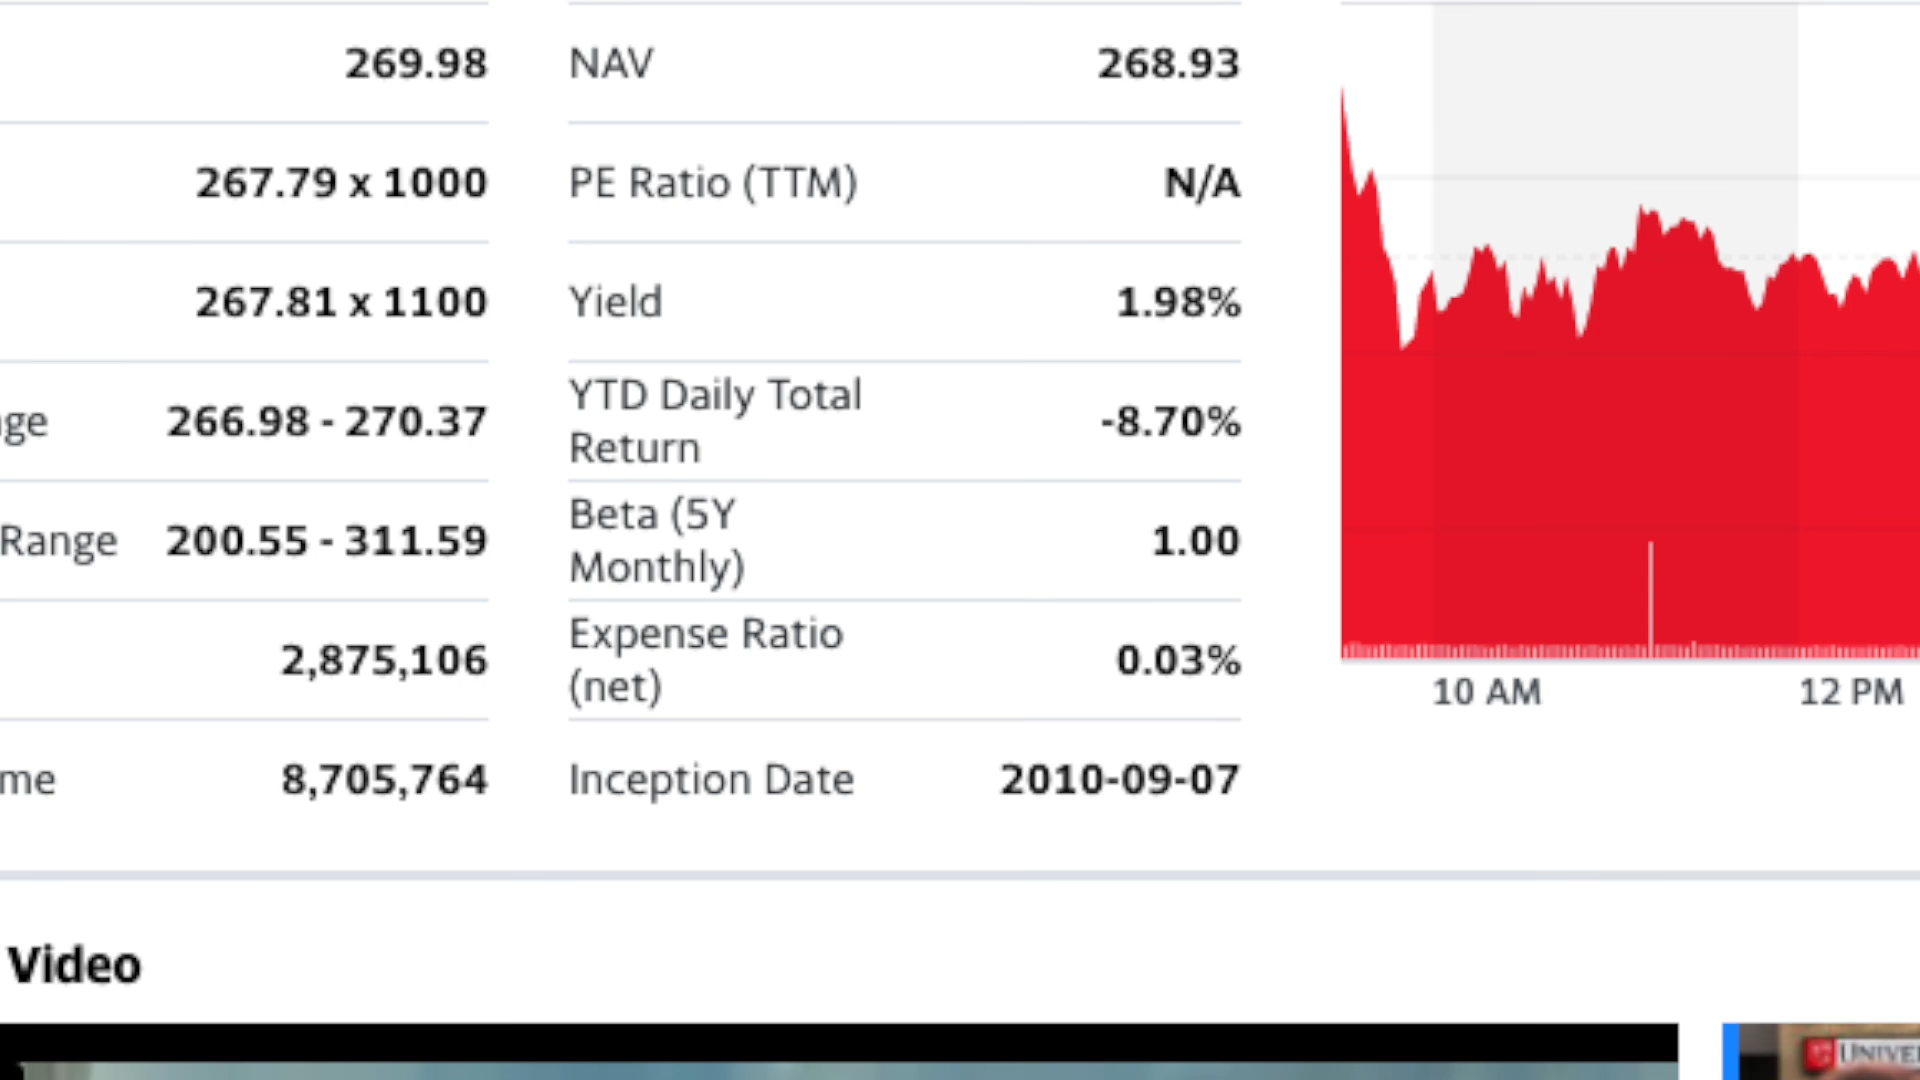 269.98
NAV 268.93
267.79 x 1000
PE Ratio (TTM) N/A
267.81 x 1100
Yield 1.98%
ge 266.98 - 270.37
YTD Daily Total
Return
-8.70%
Range 200.55 - 311.59
Beta (5Y
Monthly)
1.00
2,875,106
Expense Ratio
(net)
0.03%
me 8,705,764
Inception Date 2010-09-07
10 AM 12 PM
Video
UNIVE